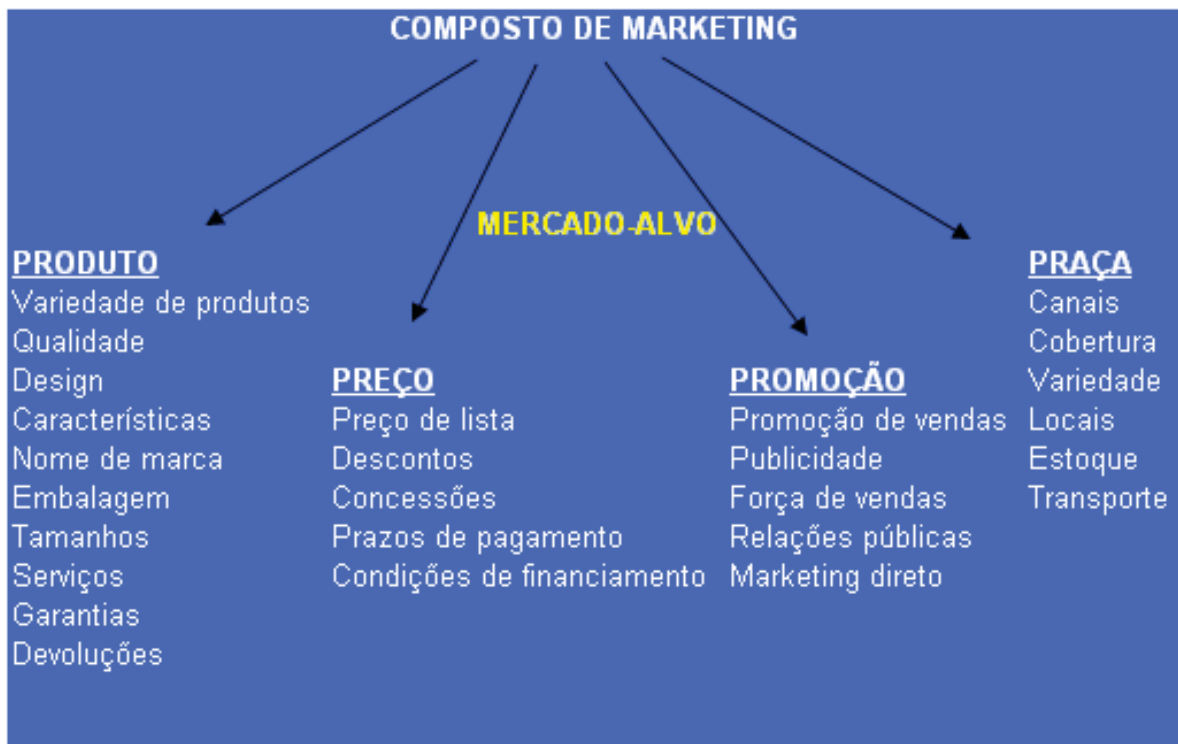 COMPOSTO DE MARKETING
MERCADO-ALVO
PRODUTO
Variedade de produtos
Qualidade
Design
Características
Nome de marca
Embalagem
Tamanhos
Serviços
Garantias
Devoluções
PREÇO
Preço de lista
Descontos
Concessões
Prazos de pagamento
Condições de financiamento
PROMOÇÃO
Promoção de vendas
Publicidade
Força de vendas
Relações públicas
Marketing direto
PRAÇA
Canais
Cobertura
Variedade
Locais
Estoque
Transporte